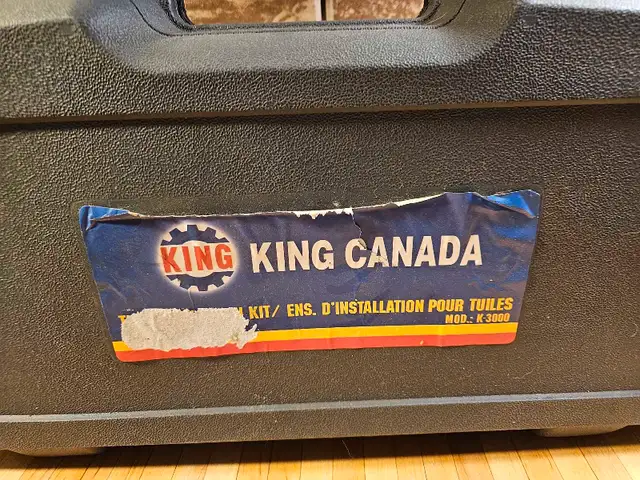 KING
KING CANADA
KIT/ ENS. D'INSTALLATION POUR TUILES
MOD.: K-3000